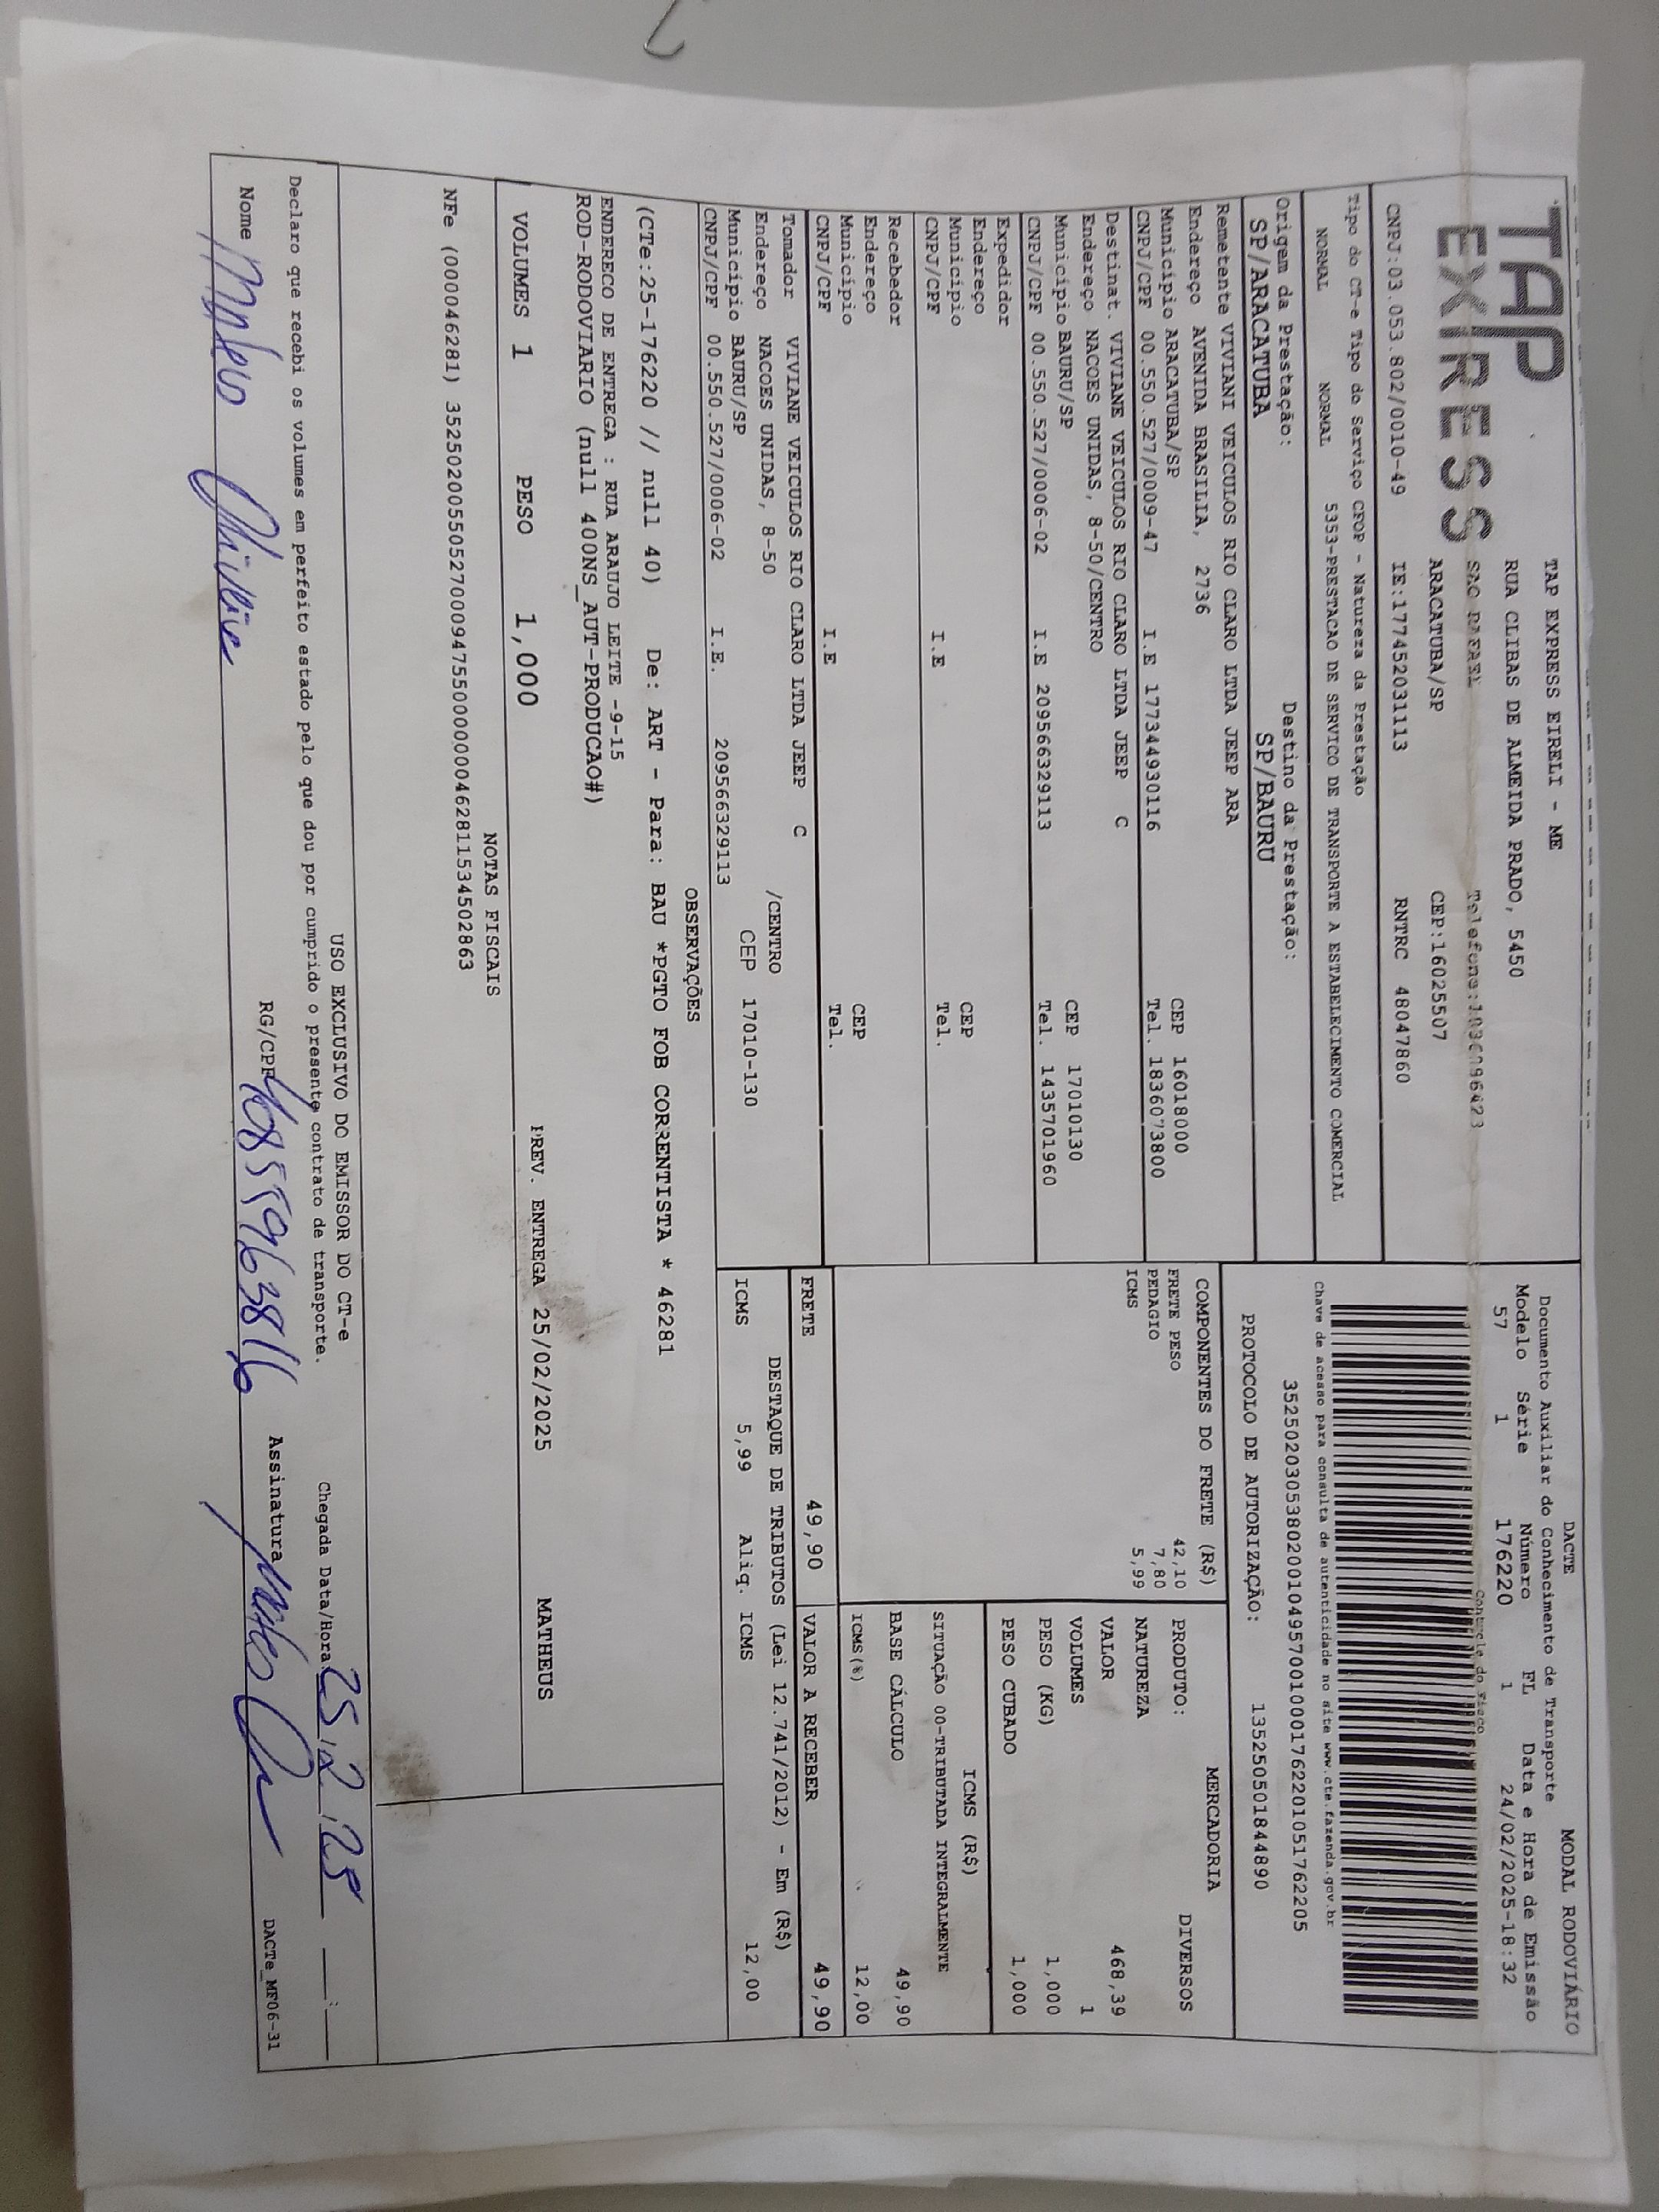 TAP
EXPRESS
TAP EXPRESS EIRELI - ME
RUA CLIBAS DE ALMEIDA PRADO, 5450
SAO RAFAEL
ARACATUBA/SP CEP:16025507
CNPJ:03.053.802/0010-49 IE:177452031113 RNTRC 48047860
DACTE MODAL RODOVIÁRIO
Documento Auxiliar do Conhecimento de Transporte
Modelo Série Número FL Data e Hora de Emissão
57 1 176220 1 24/02/2025-18:32
Controle do Fisco
Chave de acesso para consulta de autenticidade no site www.cte.fazenda.gov.br
35250203053802001049570010001762201051762205
PROTOCOLO DE AUTORIZAÇÃO: 135250501844890
Tipo do CT-e Tipo do Serviço CFOP - Natureza da Prestação
NORMAL NORMAL 5353-PRESTACAO DE SERVICO DE TRANSPORTE A ESTABELECIMENTO COMERCIAL
Origem da Prestação: Destino da Prestação:
SP/ARACATUBA SP/BAURU
Remetente VIVIANI VEICULOS RIO CLARO LTDA JEEP ARA
Endereço AVENIDA BRASILIA, 2736
Município ARACATUBA/SP CEP 16018000
CNPJ/CPF 00.550.527/0009-47 I.E 177344930116 Tel. 1836073800
Destinat. VIVIANE VEICULOS RIO CLARO LTDA JEEP C
Endereço NACOES UNIDAS, 8-50/CENTRO
Município BAURU/SP CEP 17010130
CNPJ/CPF 00.550.527/0006-02 I.E 209566329113 Tel. 1435701960
Expedidor
Endereço
Município CEP
CNPJ/CPF I.E Tel.
Recebedor
Endereço
Município CEP
CNPJ/CPF I.E Tel.
Tomador VIVIANE VEICULOS RIO CLARO LTDA JEEP C
Endereço NACOES UNIDAS, 8-50 /CENTRO
Município BAURU/SP CEP 17010-130
CNPJ/CPF 00.550.527/0006-02 I.E. 209566329113
COMPONENTES DO FRETE (R$)
FRETE PESO 42,10
PEDAGIO 7,80
ICMS 5,99
MERCADORIA
PRODUTO: DIVERSOS
NATUREZA
VALOR 468,39
VOLUMES 1
PESO (KG) 1,000
PESO CUBADO 1,000
ICMS (R$)
SITUAÇÃO 00-TRIBUTADA INTEGRALMENTE
BASE CÁLCULO 49,90
ICMS(%) 12,00
FRETE 49,90 VALOR A RECEBER 49,90
DESTAQUE DE TRIBUTOS (Lei 12.741/2012) - Em (R$)
ICMS 5,99 Aliq. ICMS 12,00
OBSERVAÇÕES
(CTe:25-176220 // null 40) De: ART - Para: BAU *PGTO FOB CORRENTISTA * 46281
ENDERECO DE ENTREGA : RUA ARAUJO LEITE -9-15
ROD-RODOVIARIO (null 400NS_AUT-PRODUCAO#)
VOLUMES 1 PESO 1,000 PREV. ENTREGA 25/02/2025 MATHEUS
NOTAS FISCAIS
NFe (000046281) 35250200550527000947550000000462811534502863
USO EXCLUSIVO DO EMISSOR DO CT-e
Declaro que recebi os volumes em perfeito estado pelo que dou por cumprido o presente contrato de transporte.
Chegada Data/Hora 25/2/25 __:__
Nome RG/CPF Assinatura
DACTe_MF06-31